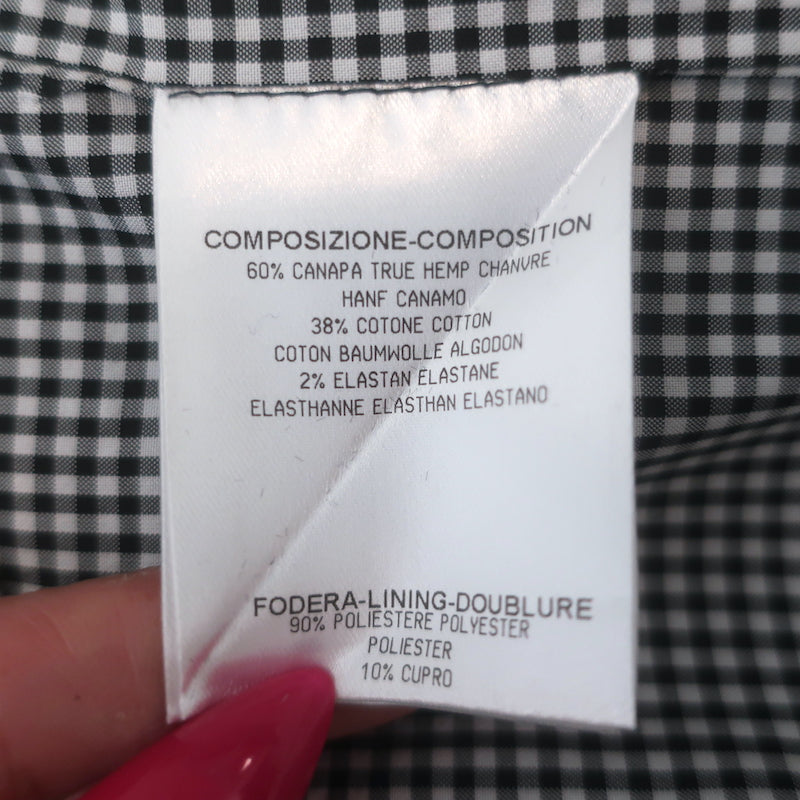 COMPOSIZIONE-COMPOSITION
60% CANAPA TRUE HEMP CHANVRE
HANF CANAMO
38% COTONE COTTON
COTON BAUMWOLLE ALGODON
2% ELASTAN ELASTANE
ELASTHANNE ELASTHAN ELASTANO
FODERA-LINING-DOUBLURE
90% POLIESTERE POLYESTER
POLIESTER
10% CUPRO